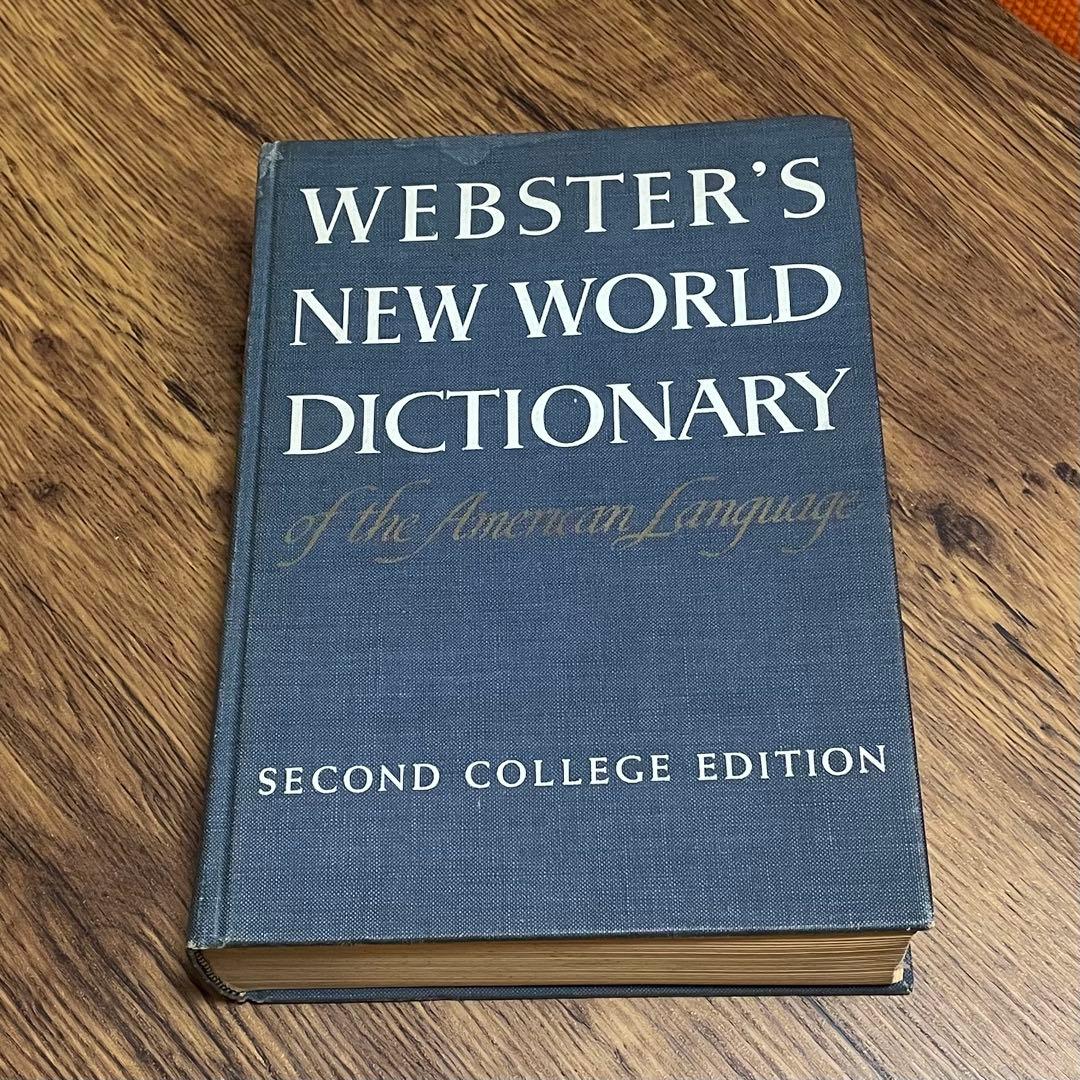 WEBSTER'S
NEW WORLD
DICTIONARY
of the American Language
SECOND COLLEGE EDITION